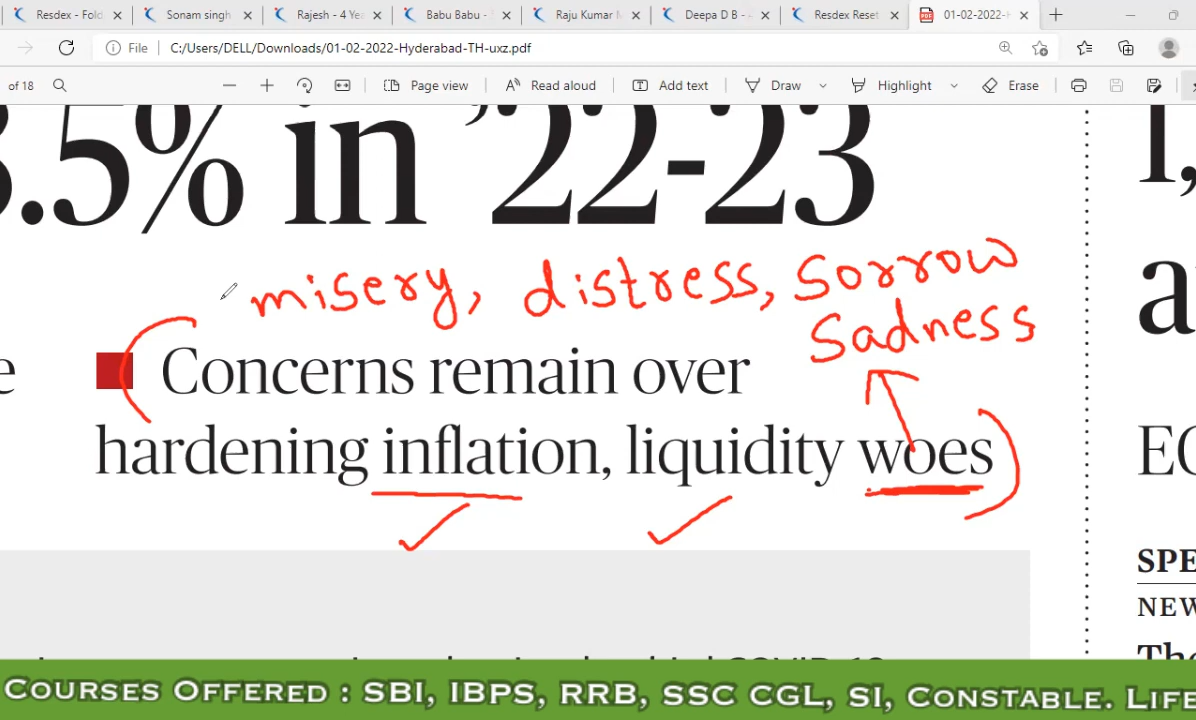 Resdex - Fold
Sonam singh
Rajesh - 4 Yea
Babu Babu -
Raju Kumar
Deepa D B - 4
Resdex Reset
01-02-2022-H
File
C:/Users/DELL/Downloads/01-02-2022-Hyderabad-TH-uxz.pdf
of 18
Page view
Read aloud
Add text
Draw
Highlight
Erase
.5% in ’22-23
misery, distress, sorrow
sadness
Concerns remain over
hardening inflation, liquidity woes
SPE
NEW
The
COURSES OFFERED : SBI, IBPS, RRB, SSC CGL, SI, CONSTABLE. LIFE